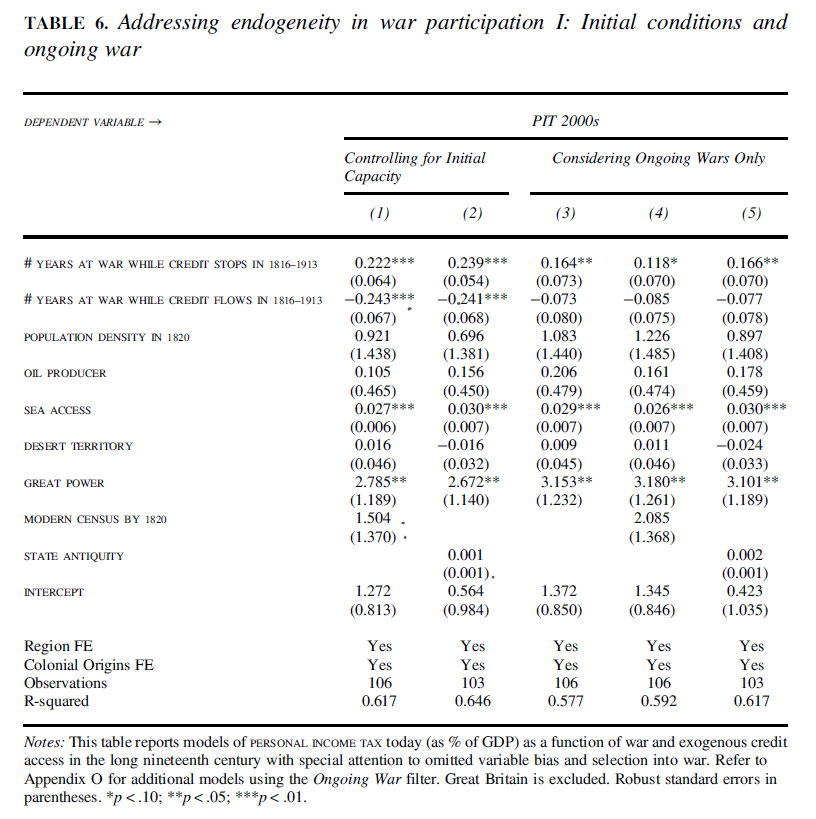 TABLE 6. Addressing endogeneity in war participation I: Initial conditions and
ongoing war
DEPENDENT VARIABLE → PIT 2000s
Controlling for Initial Capacity Considering Ongoing Wars Only
(1) (2) (3) (4) (5)
# YEARS AT WAR WHILE CREDIT STOPS IN 1816–1913 0.222*** 0.239*** 0.164** 0.118* 0.166**
(0.064) (0.054) (0.073) (0.070) (0.070)
# YEARS AT WAR WHILE CREDIT FLOWS IN 1816–1913 −0.243*** −0.241*** −0.073 −0.085 −0.077
(0.067) (0.068) (0.080) (0.075) (0.078)
POPULATION DENSITY IN 1820 0.921 0.696 1.083 1.226 0.897
(1.438) (1.381) (1.440) (1.485) (1.408)
OIL PRODUCER 0.105 0.156 0.206 0.161 0.178
(0.465) (0.450) (0.479) (0.474) (0.459)
SEA ACCESS 0.027*** 0.030*** 0.029*** 0.026*** 0.030***
(0.006) (0.007) (0.007) (0.007) (0.007)
DESERT TERRITORY 0.016 −0.016 0.009 0.011 −0.024
(0.046) (0.032) (0.045) (0.046) (0.033)
GREAT POWER 2.785** 2.672** 3.153** 3.180** 3.101**
(1.189) (1.140) (1.232) (1.261) (1.189)
MODERN CENSUS BY 1820 1.504 2.085
(1.370) (1.368)
STATE ANTIQUITY 0.001 0.002
(0.001) (0.001)
INTERCEPT 1.272 0.564 1.372 1.345 0.423
(0.813) (0.984) (0.850) (0.846) (1.035)
Region FE Yes Yes Yes Yes Yes
Colonial Origins FE Yes Yes Yes Yes Yes
Observations 106 103 106 106 103
R-squared 0.617 0.646 0.577 0.592 0.617
Notes: This table reports models of PERSONAL INCOME TAX today (as % of GDP) as a function of war and exogenous credit
access in the long nineteenth century with special attention to omitted variable bias and selection into war. Refer to
Appendix O for additional models using the Ongoing War filter. Great Britain is excluded. Robust standard errors in
parentheses. *p < .10; **p < .05; ***p < .01.